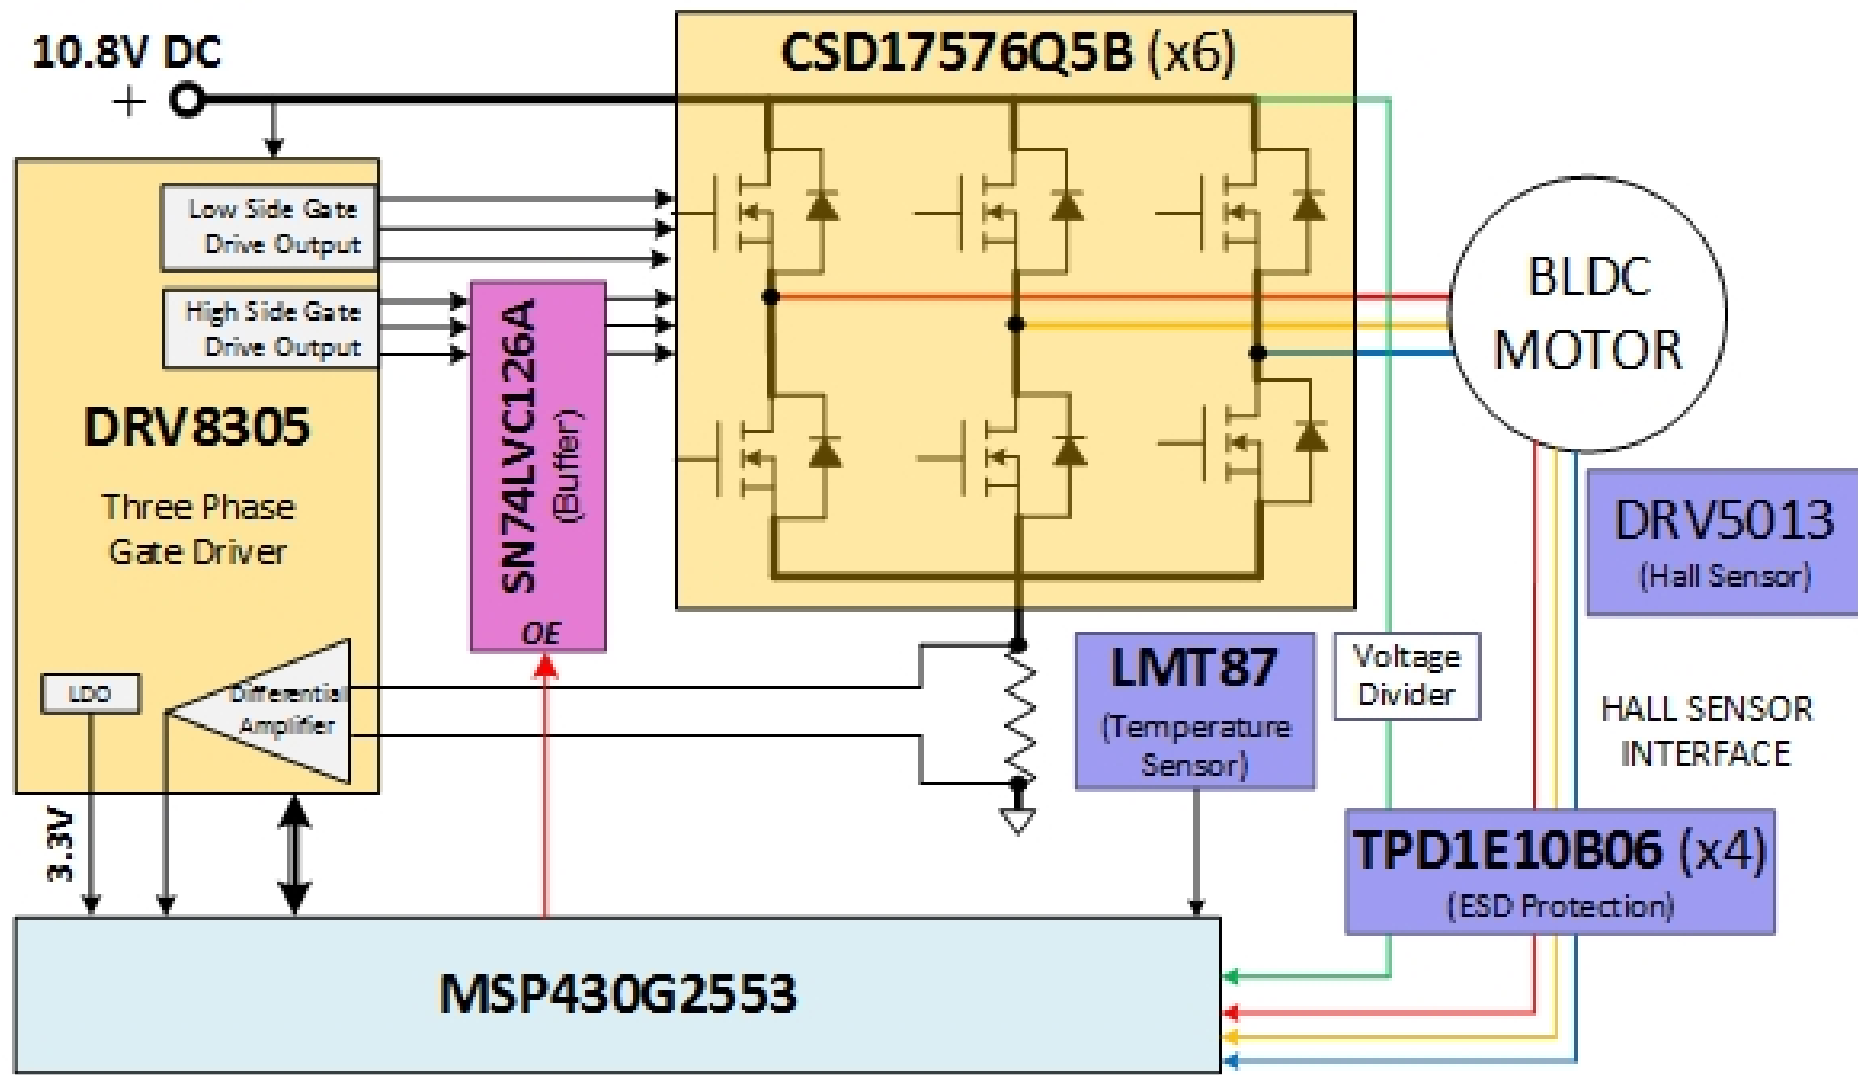 10.8V DC
+
CSD17576Q5B (x6)
Low Side Gate
Drive Output
High Side Gate
Drive Output
DRV8305
Three Phase
Gate Driver
SN74LVC126A
(Buffer)
OE
BLDC
MOTOR
DRV5013
(Hall Sensor)
LDO
Differential
Amplifier
LMT87
(Temperature
Sensor)
Voltage
Divider
HALL SENSOR
INTERFACE
3.3V
TPD1E10B06 (x4)
(ESD Protection)
MSP430G2553